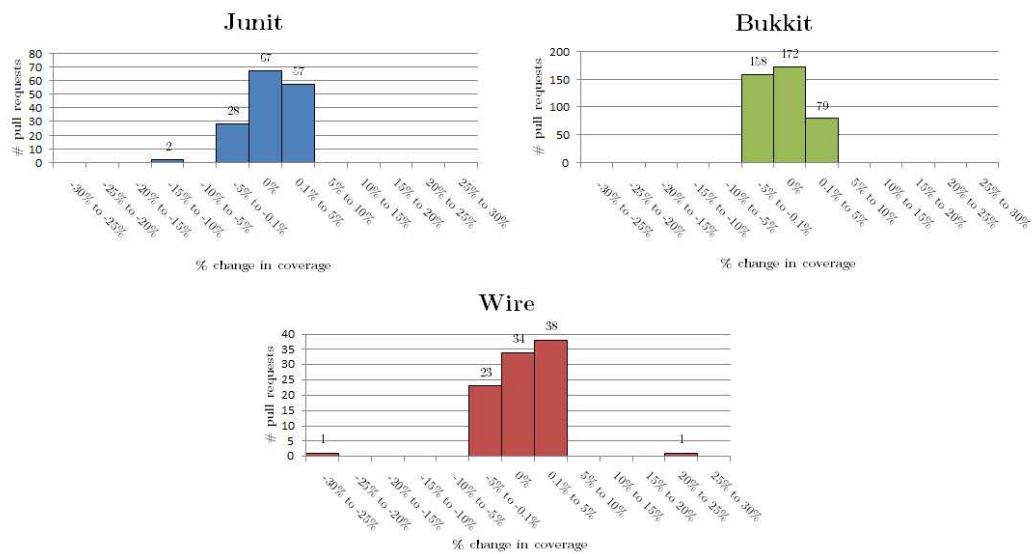 Junit
# pull requests
80
70
60
50
40
30
20
10
0
2
28
67
57
-30% to -25%
-25% to -20%
-20% to -15%
-15% to -10%
-10% to -5%
-5% to -0.1%
0%
0.1% to 5%
5% to 10%
10% to 15%
15% to 20%
20% to 25%
25% to 30%
% change in coverage
Bukkit
# pull requests
200
150
100
50
0
158
172
79
-30% to -25%
-25% to -20%
-20% to -15%
-15% to -10%
-10% to -5%
-5% to -0.1%
0%
0.1% to 5%
5% to 10%
10% to 15%
15% to 20%
20% to 25%
25% to 30%
% change in coverage
Wire
# pull requests
40
35
30
25
20
15
10
5
0
1
23
34
38
1
-30% to -25%
-25% to -20%
-20% to -15%
-15% to -10%
-10% to -5%
-5% to -0.1%
0%
0.1% to 5%
5% to 10%
10% to 15%
15% to 20%
20% to 25%
25% to 30%
% change in coverage